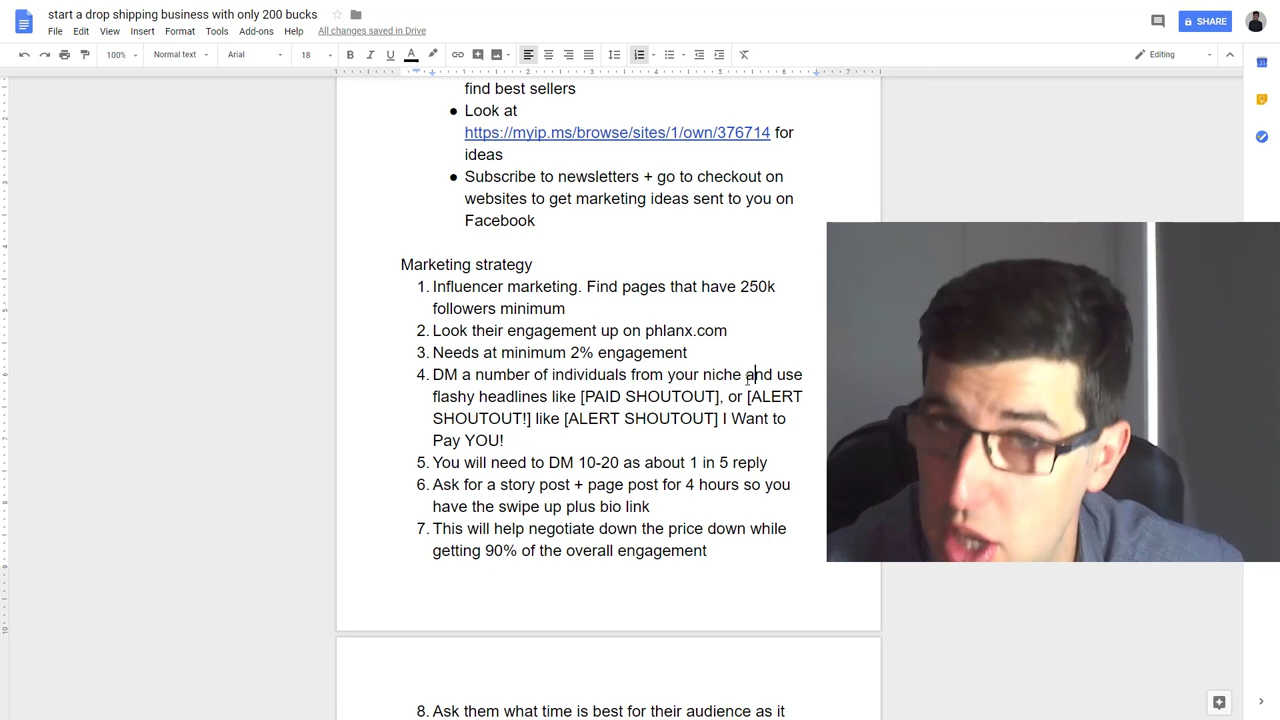 start a drop shipping business with only 200 bucks
File Edit View Insert Format Tools Add-ons Help All changes saved in Drive
SHARE
100% Normal text Arial 18 B I U A Editing
1 1 2 3 4 5 6 7
find best sellers
● Look at
https://myip.ms/browse/sites/1/own/376714 for
ideas
● Subscribe to newsletters + go to checkout on
websites to get marketing ideas sent to you on
Facebook
Marketing strategy
1. Influencer marketing. Find pages that have 250k
followers minimum
2. Look their engagement up on phlanx.com
3. Needs at minimum 2% engagement
4. DM a number of individuals from your niche and use
flashy headlines like [PAID SHOUTOUT], or [ALERT
SHOUTOUT!] like [ALERT SHOUTOUT] I Want to
Pay YOU!
5. You will need to DM 10-20 as about 1 in 5 reply
6. Ask for a story post + page post for 4 hours so you
have the swipe up plus bio link
7. This will help negotiate down the price down while
getting 90% of the overall engagement
8. Ask them what time is best for their audience as it